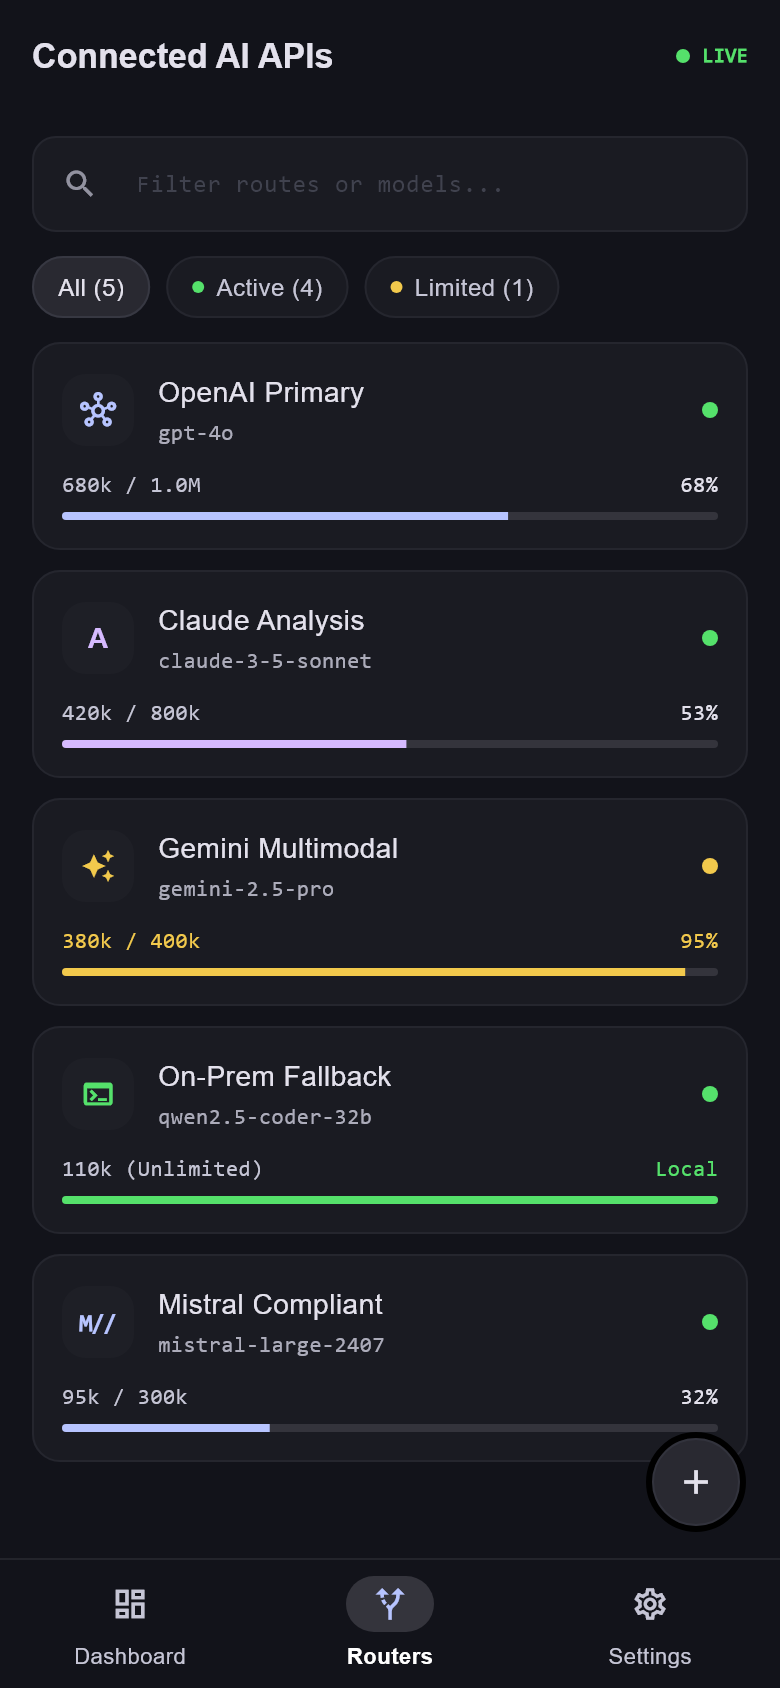 Connected AI APIs
LIVE
Filter routes or models...
All (5)
Active (4)
Limited (1)
OpenAI Primary
gpt-4o
680k / 1.0M
68%
A
Claude Analysis
claude-3-5-sonnet
420k / 800k
53%
Gemini Multimodal
gemini-2.5-pro
380k / 400k
95%
On-Prem Fallback
qwen2.5-coder-32b
110k (Unlimited)
Local
M//
Mistral Compliant
mistral-large-2407
95k / 300k
32%
+
Dashboard
Routers
Settings